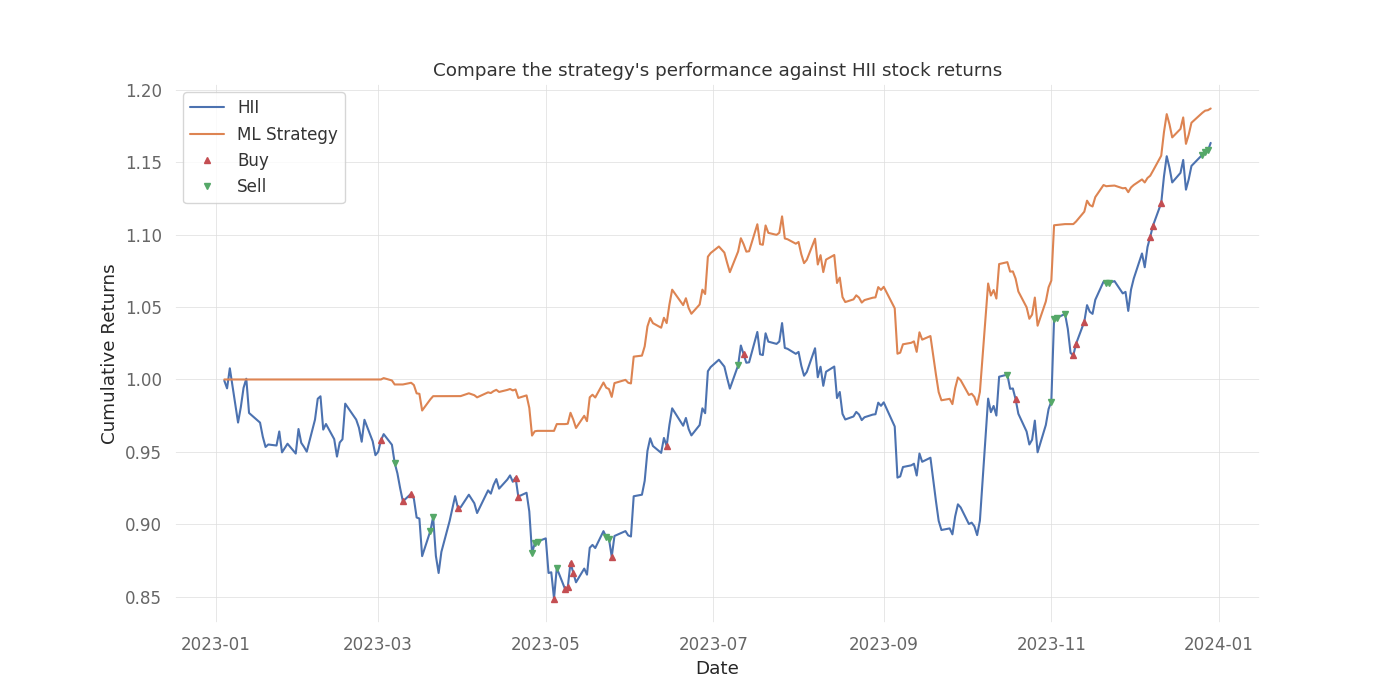 Compare the strategy's performance against HII stock returns
HII
ML Strategy
Buy
Sell
Cumulative Returns
1.20
1.15
1.10
1.05
1.00
0.95
0.90
0.85
2023-01
2023-03
2023-05
2023-07
2023-09
2023-11
2024-01
Date